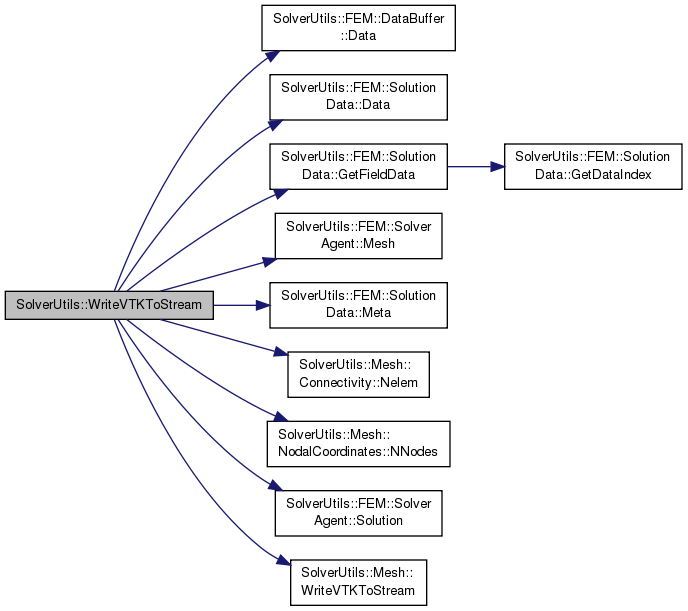 SolverUtils::FEM::DataBuffer
::Data
SolverUtils::FEM::Solution
Data::Data
SolverUtils::FEM::Solution
Data::GetFieldData
SolverUtils::FEM::Solution
Data::GetDataIndex
SolverUtils::FEM::Solver
Agent::Mesh
SolverUtils::WriteVTKToStream
SolverUtils::FEM::Solution
Data::Meta
SolverUtils::Mesh::
Connectivity::Nelem
SolverUtils::Mesh::
NodalCoordinates::NNodes
SolverUtils::FEM::Solver
Agent::Solution
SolverUtils::Mesh::
WriteVTKToStream